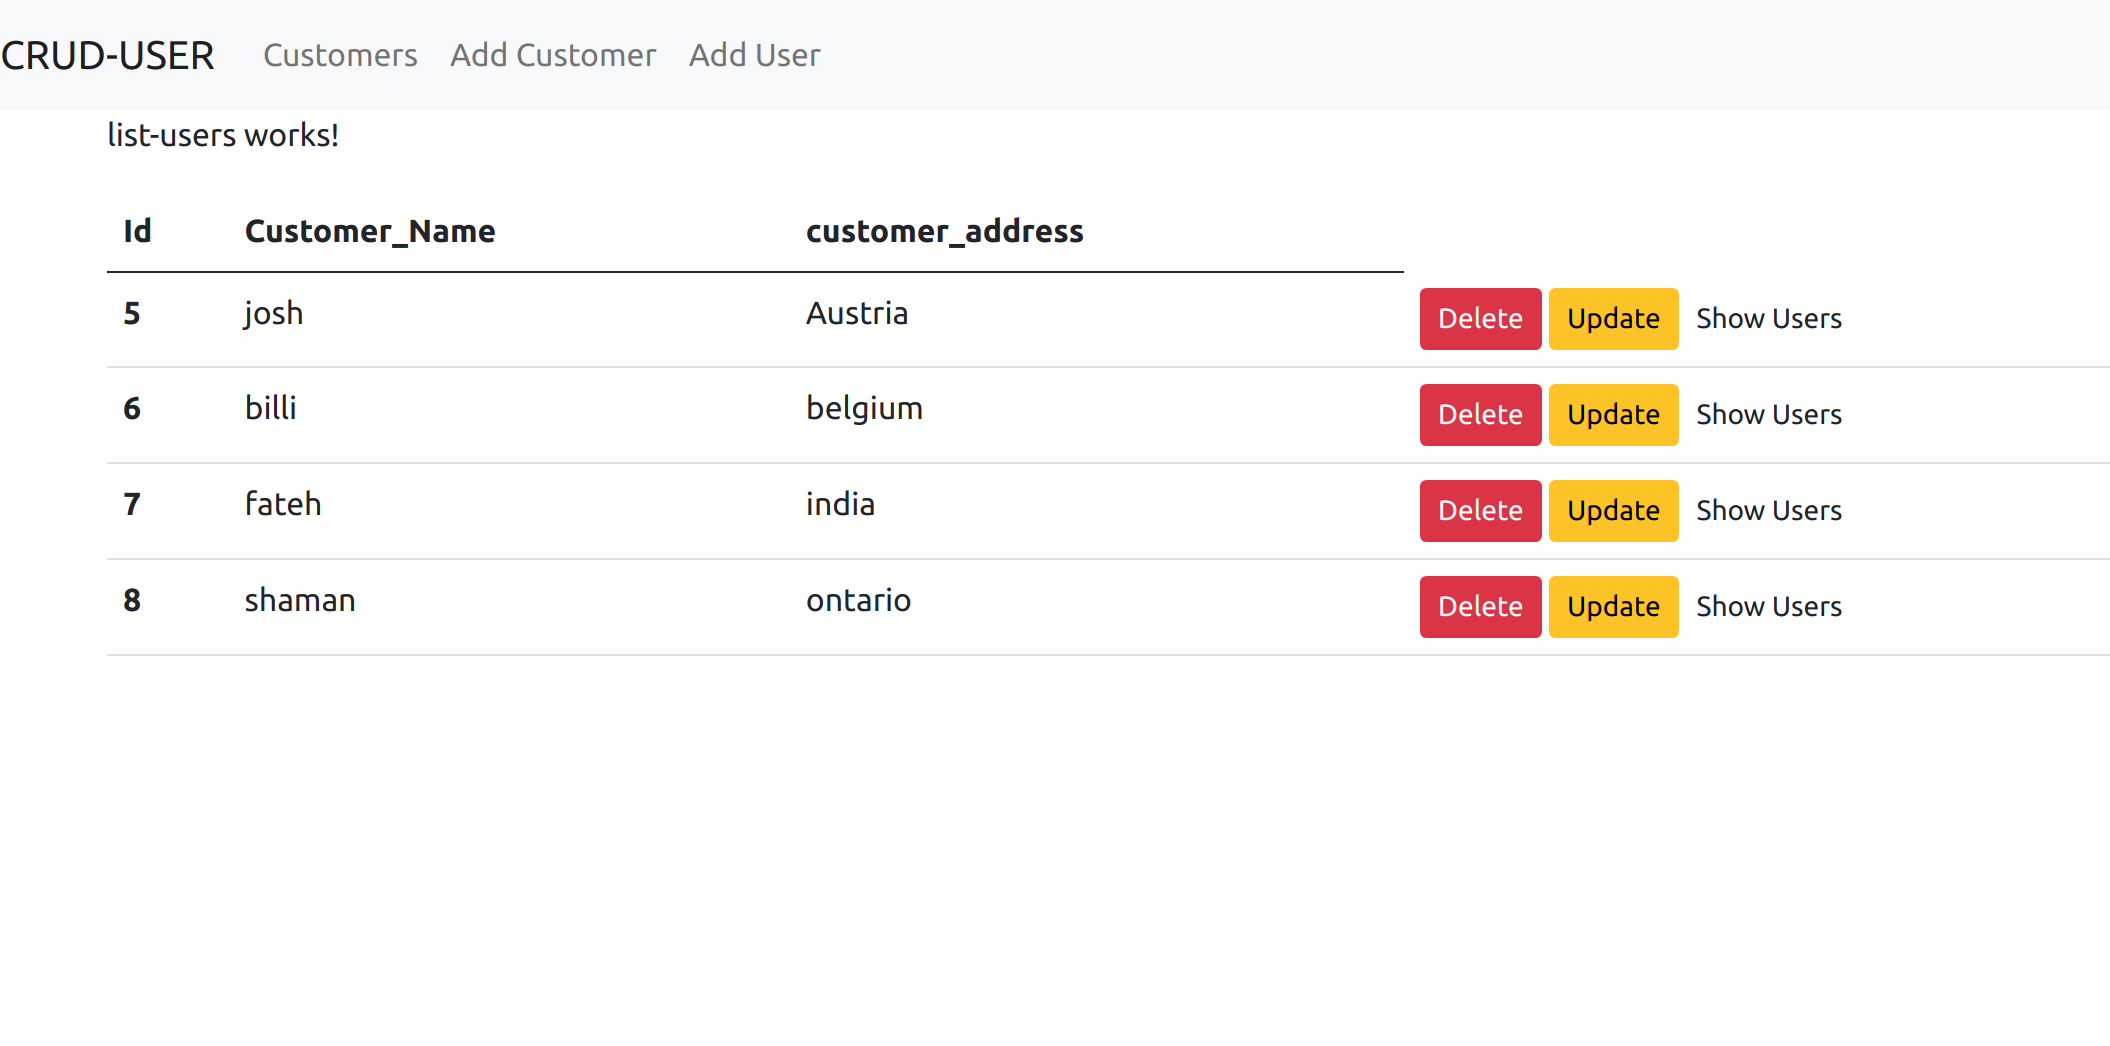 CRUD-USER Customers Add Customer Add User
list-users works!
Id Customer_Name customer_address
5 josh Austria Delete Update Show Users
6 billi belgium Delete Update Show Users
7 fateh india Delete Update Show Users
8 shaman ontario Delete Update Show Users